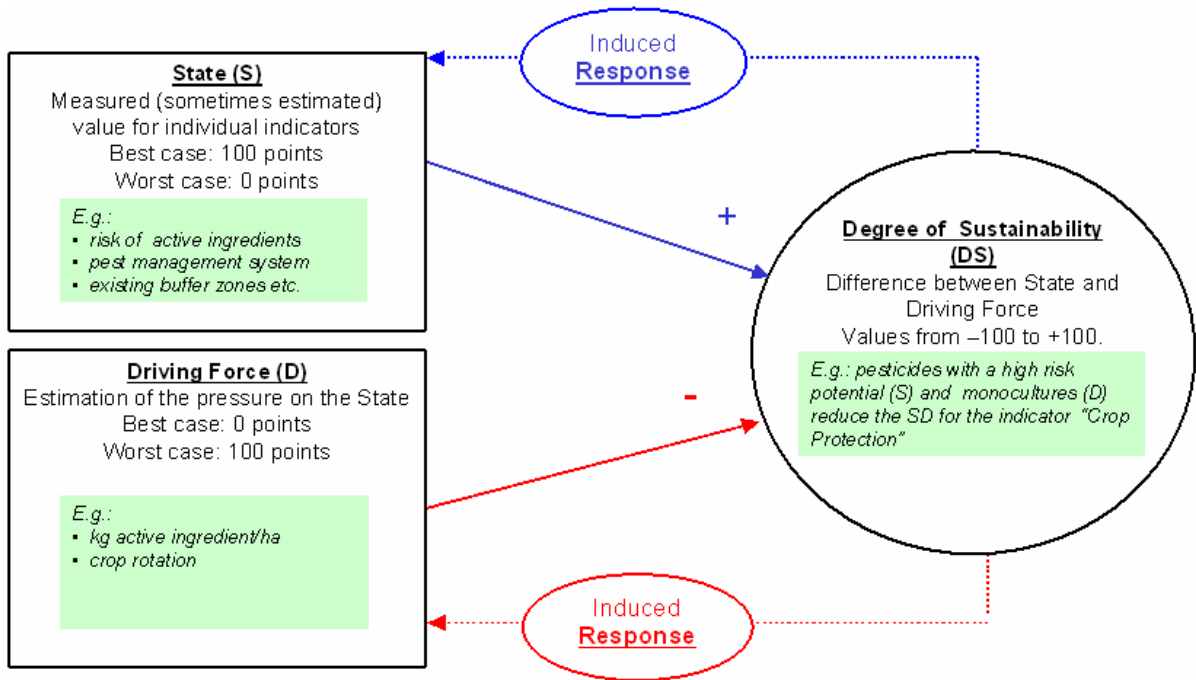 Induced
Response
State (S)
Measured (sometimes estimated)
value for individual indicators
Best case: 100 points
Worst case: 0 points
E.g.:
▪ risk of active ingredients
▪ pest management system
▪ existing buffer zones etc.
+
Degree of Sustainability
(DS)
Difference between State and
Driving Force
Values from –100 to +100.
E.g.: pesticides with a high risk
potential (S) and monocultures (D)
reduce the SD for the indicator "Crop
Protection"
Driving Force (D)
Estimation of the pressure on the State
Best case: 0 points
Worst case: 100 points
E.g.:
▪ kg active ingredient/ha
▪ crop rotation
-
Induced
Response